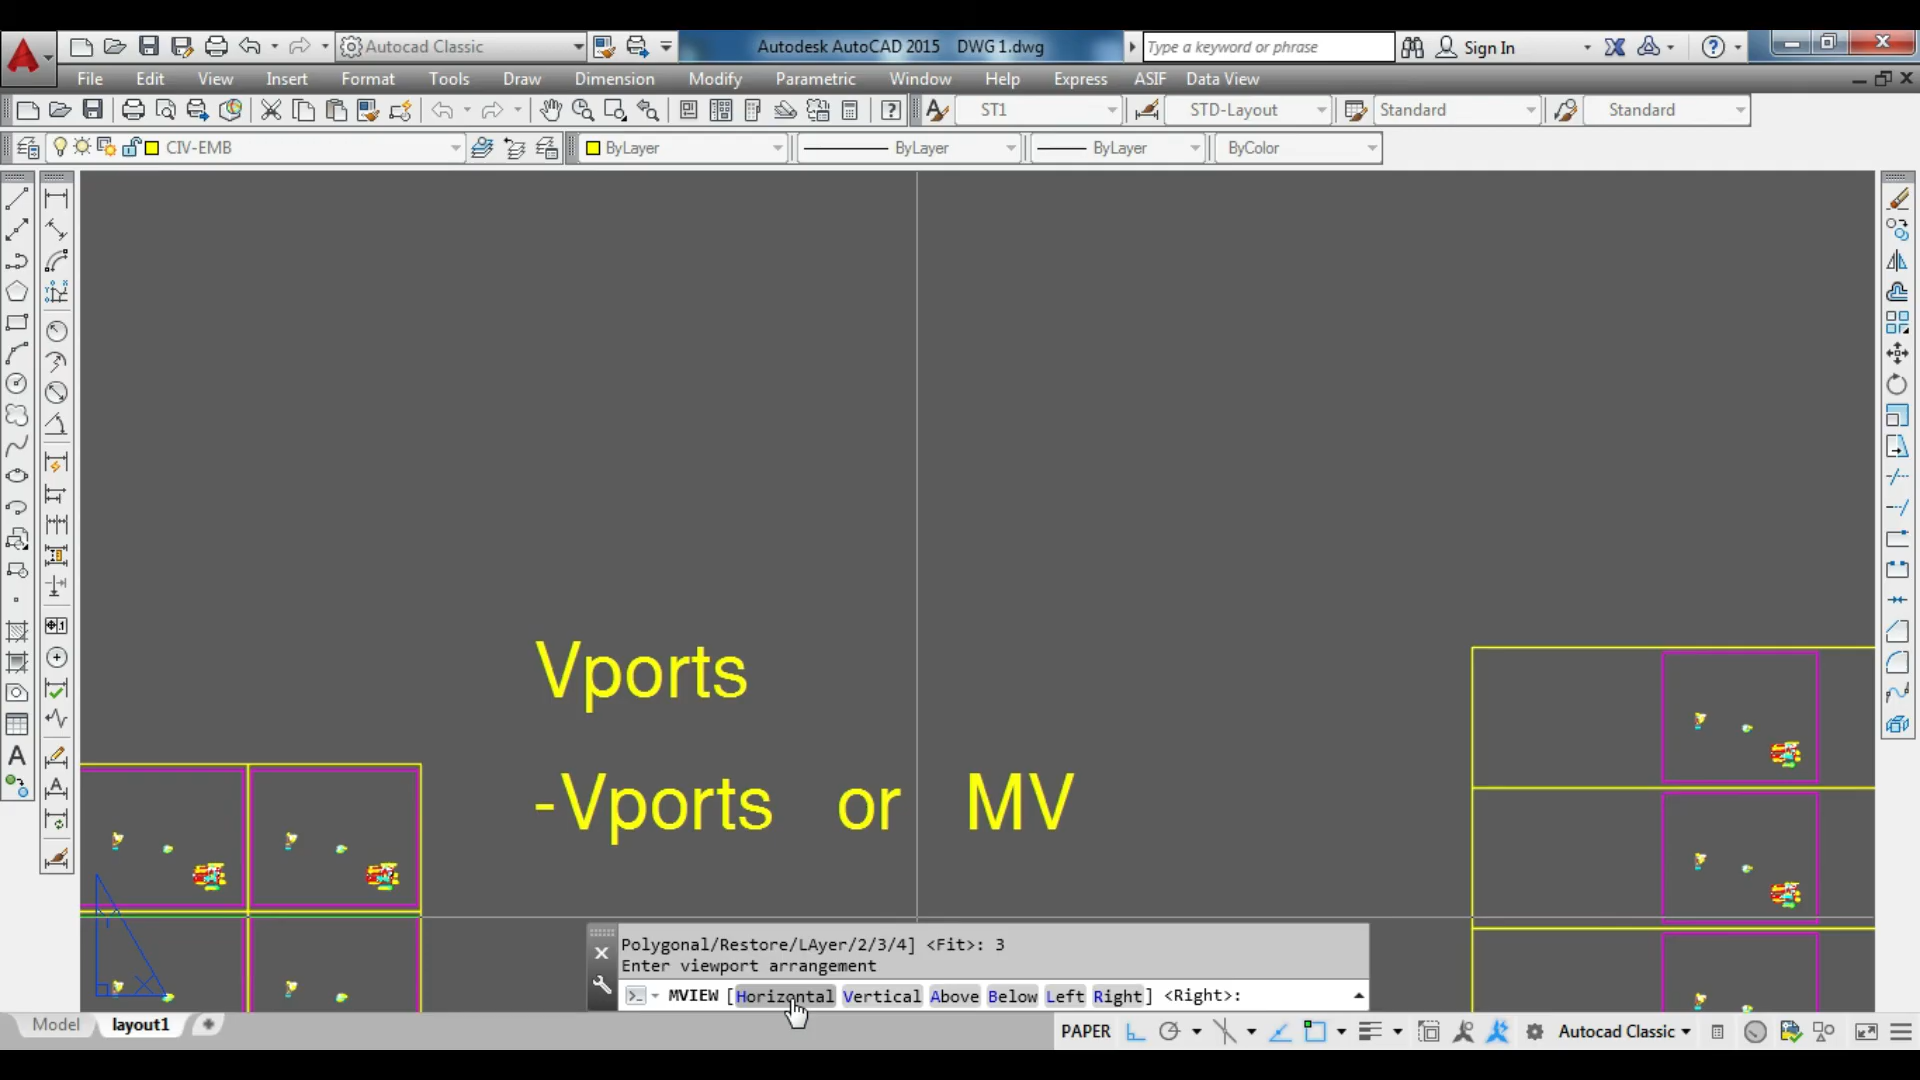 Autocad Classic
Autodesk AutoCAD 2015 DWG 1.dwg
Type a keyword or phrase
Sign In
File Edit View Insert Format Tools Draw Dimension Modify Parametric Window Help Express ASIF Data View
ST1 STD-Layout Standard Standard
CIV-EMB ByLayer ByLayer ByLayer ByColor
Vports
-Vports or MV
Polygonal/Restore/LAyer/2/3/4] <Fit>: 3
Enter viewport arrangement
MVIEW [Horizontal Vertical Above Below Left Right] <Right>:
Model layout1
PAPER Autocad Classic